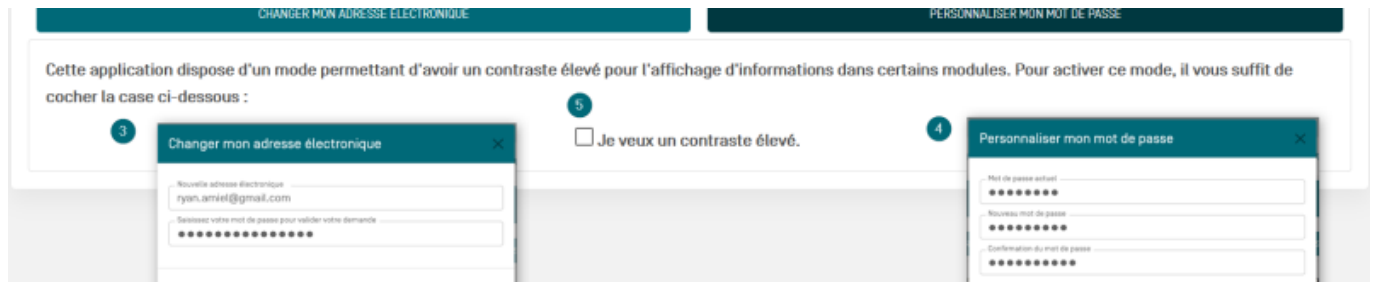 CHANGER MON ADRESSE ÉLECTRONIQUE
PERSONNALISER MON MOT DE PASSE
Cette application dispose d'un mode permettant d'avoir un contraste élevé pour l'affichage d'informations dans certains modules. Pour activer ce mode, il vous suffit de
cocher la case ci-dessous :
5
3
Changer mon adresse électronique
Je veux un contraste élevé.
4
Personnaliser mon mot de passe
Nouvelle adresse électronique
ryan.amiel@gmail.com
Saisissez votre mot de passe pour valider votre demande
Mot de passe actuel
Nouveau mot de passe
Confirmation du mot de passe